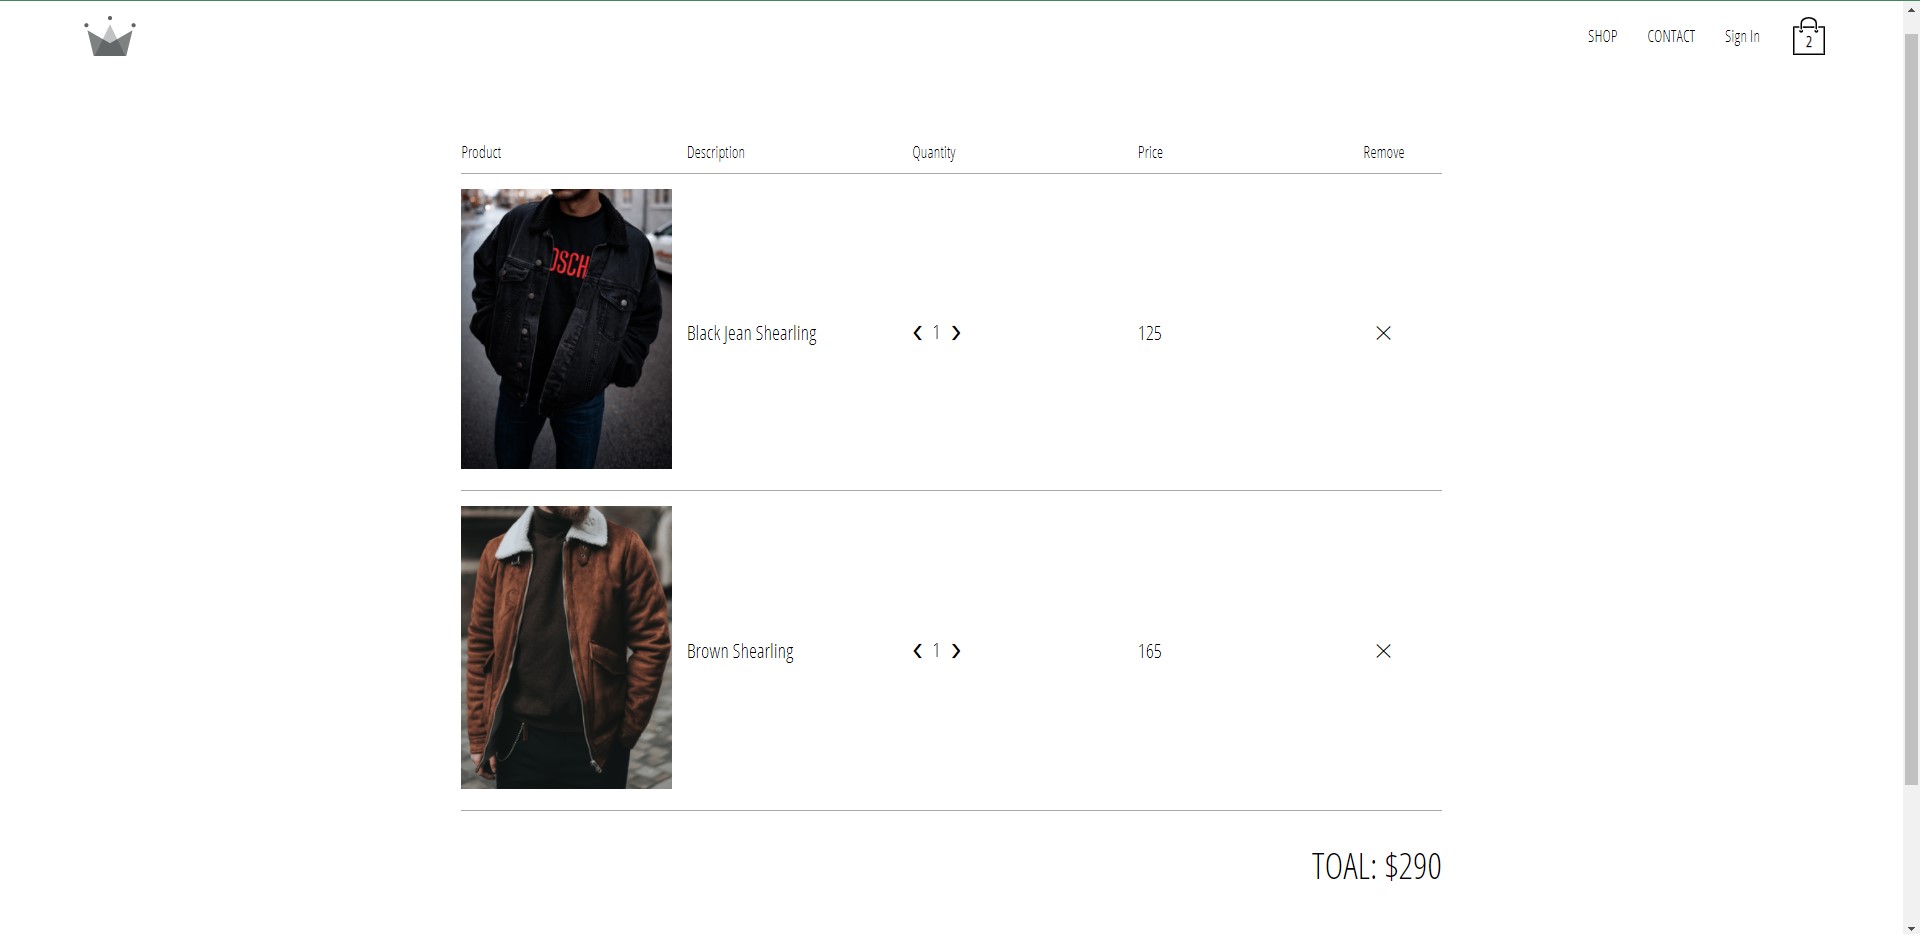 SHOP CONTACT Sign In 2
Product Description Quantity Price Remove
OSCH
Black Jean Shearling ❮ 1 ❯ 125 ✕
Brown Shearling ❮ 1 ❯ 165 ✕
TOAL: $290